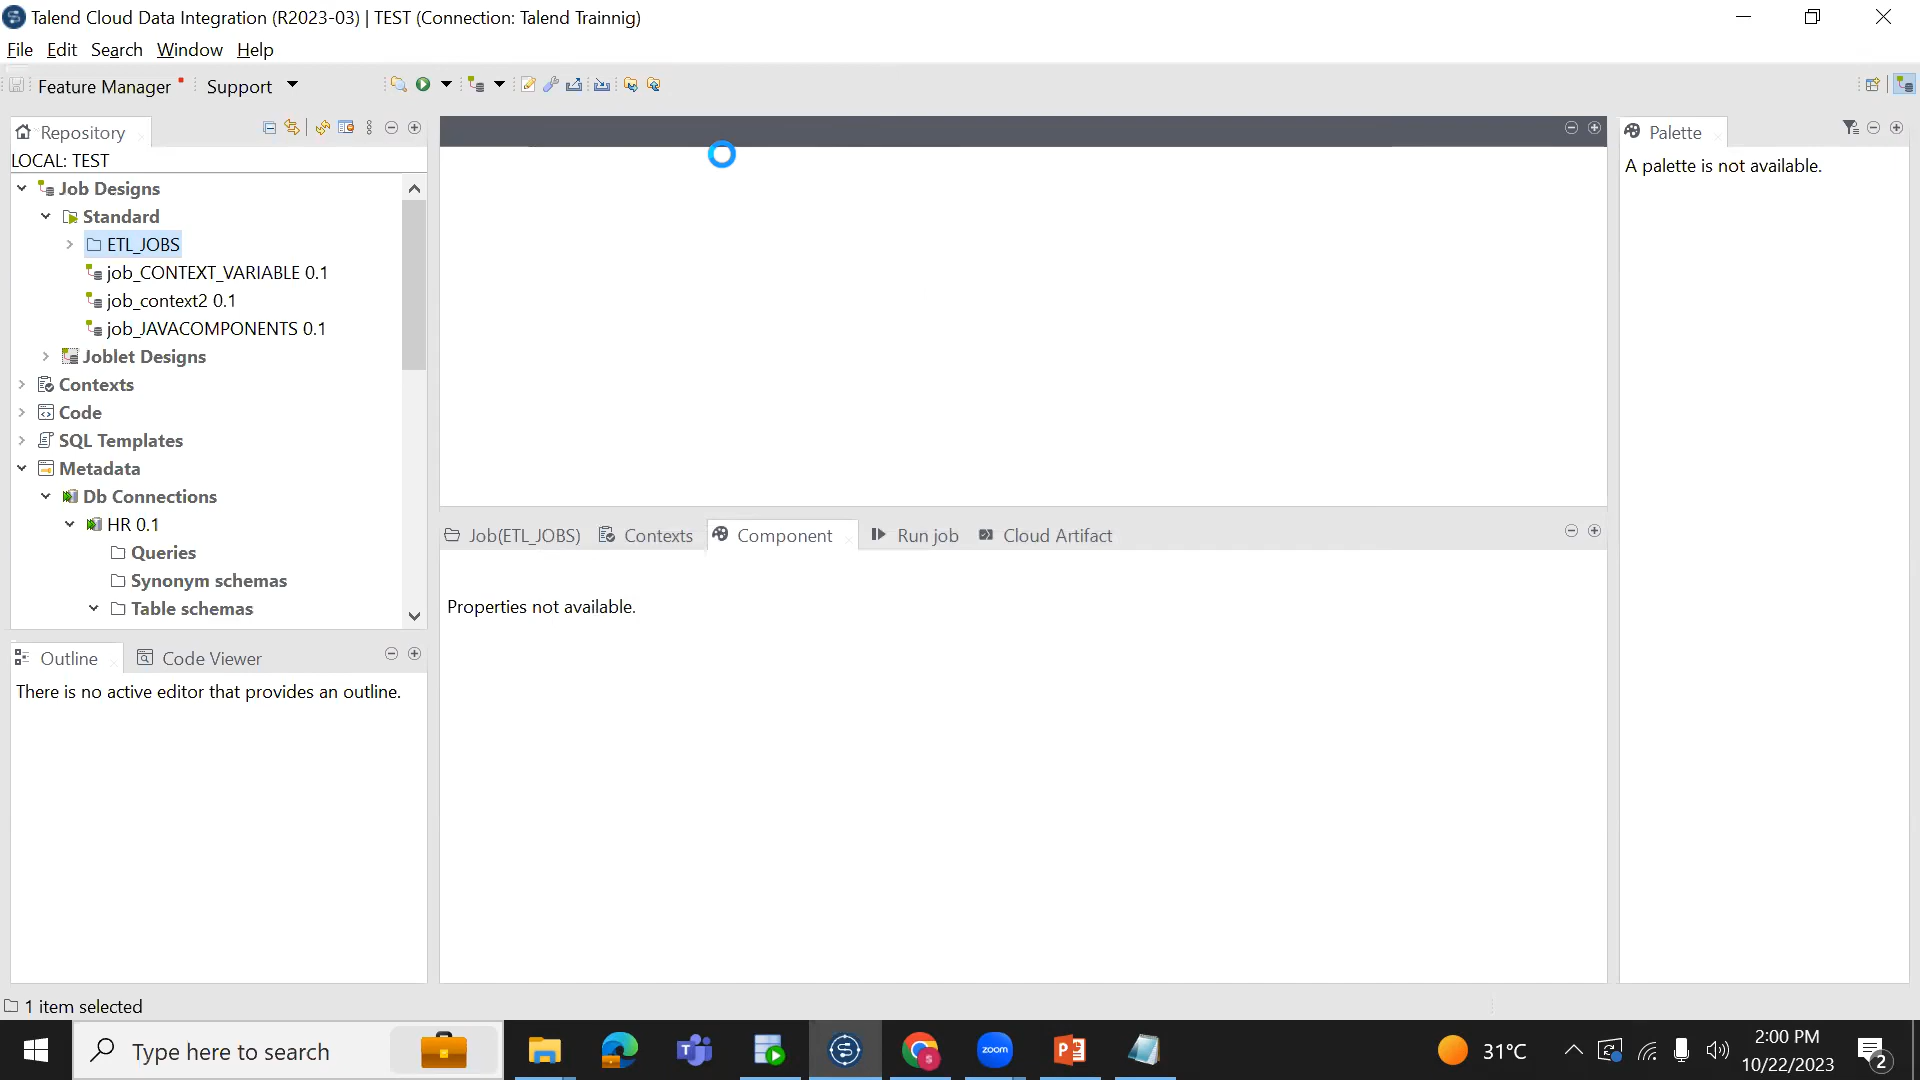 Talend Cloud Data Integration (R2023-03) | TEST (Connection: Talend Trainnig)
File Edit Search Window Help
Feature Manager Support
Repository
LOCAL: TEST
Job Designs
Standard
ETL_JOBS
job_CONTEXT_VARIABLE 0.1
job_context2 0.1
job_JAVACOMPONENTS 0.1
Joblet Designs
Contexts
Code
SQL Templates
Metadata
Db Connections
HR 0.1
Queries
Synonym schemas
Table schemas
Outline Code Viewer
There is no active editor that provides an outline.
Job(ETL_JOBS) Contexts Component Run job Cloud Artifact
Properties not available.
Palette
A palette is not available.
1 item selected
Type here to search
zoom
31°C
2:00 PM
10/22/2023
2